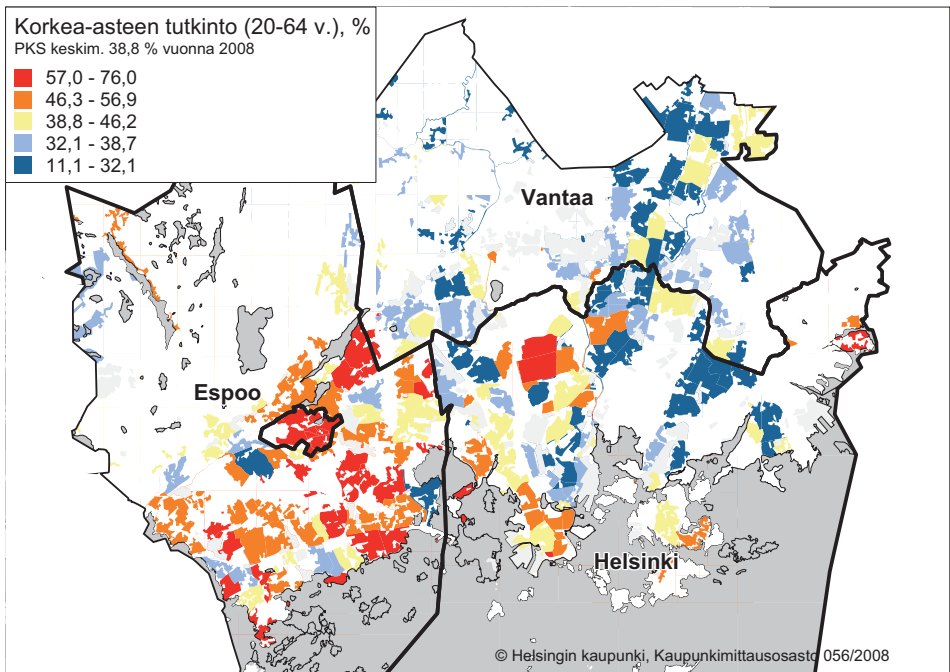 Korkea-asteen tutkinto (20-64 v.), %
PKS keskim. 38,8 % vuonna 2008
57,0 - 76,0
46,3 - 56,9
38,8 - 46,2
32,1 - 38,7
11,1 - 32,1
Vantaa
Espoo
Helsinki
© Helsingin kaupunki, Kaupunkimittausosasto 056/2008